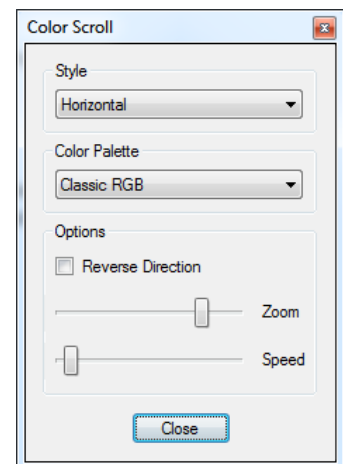 Color Scroll
Style
Horizontal
Color Palette
Classic RGB
Options
Reverse Direction
Zoom
Speed
Close